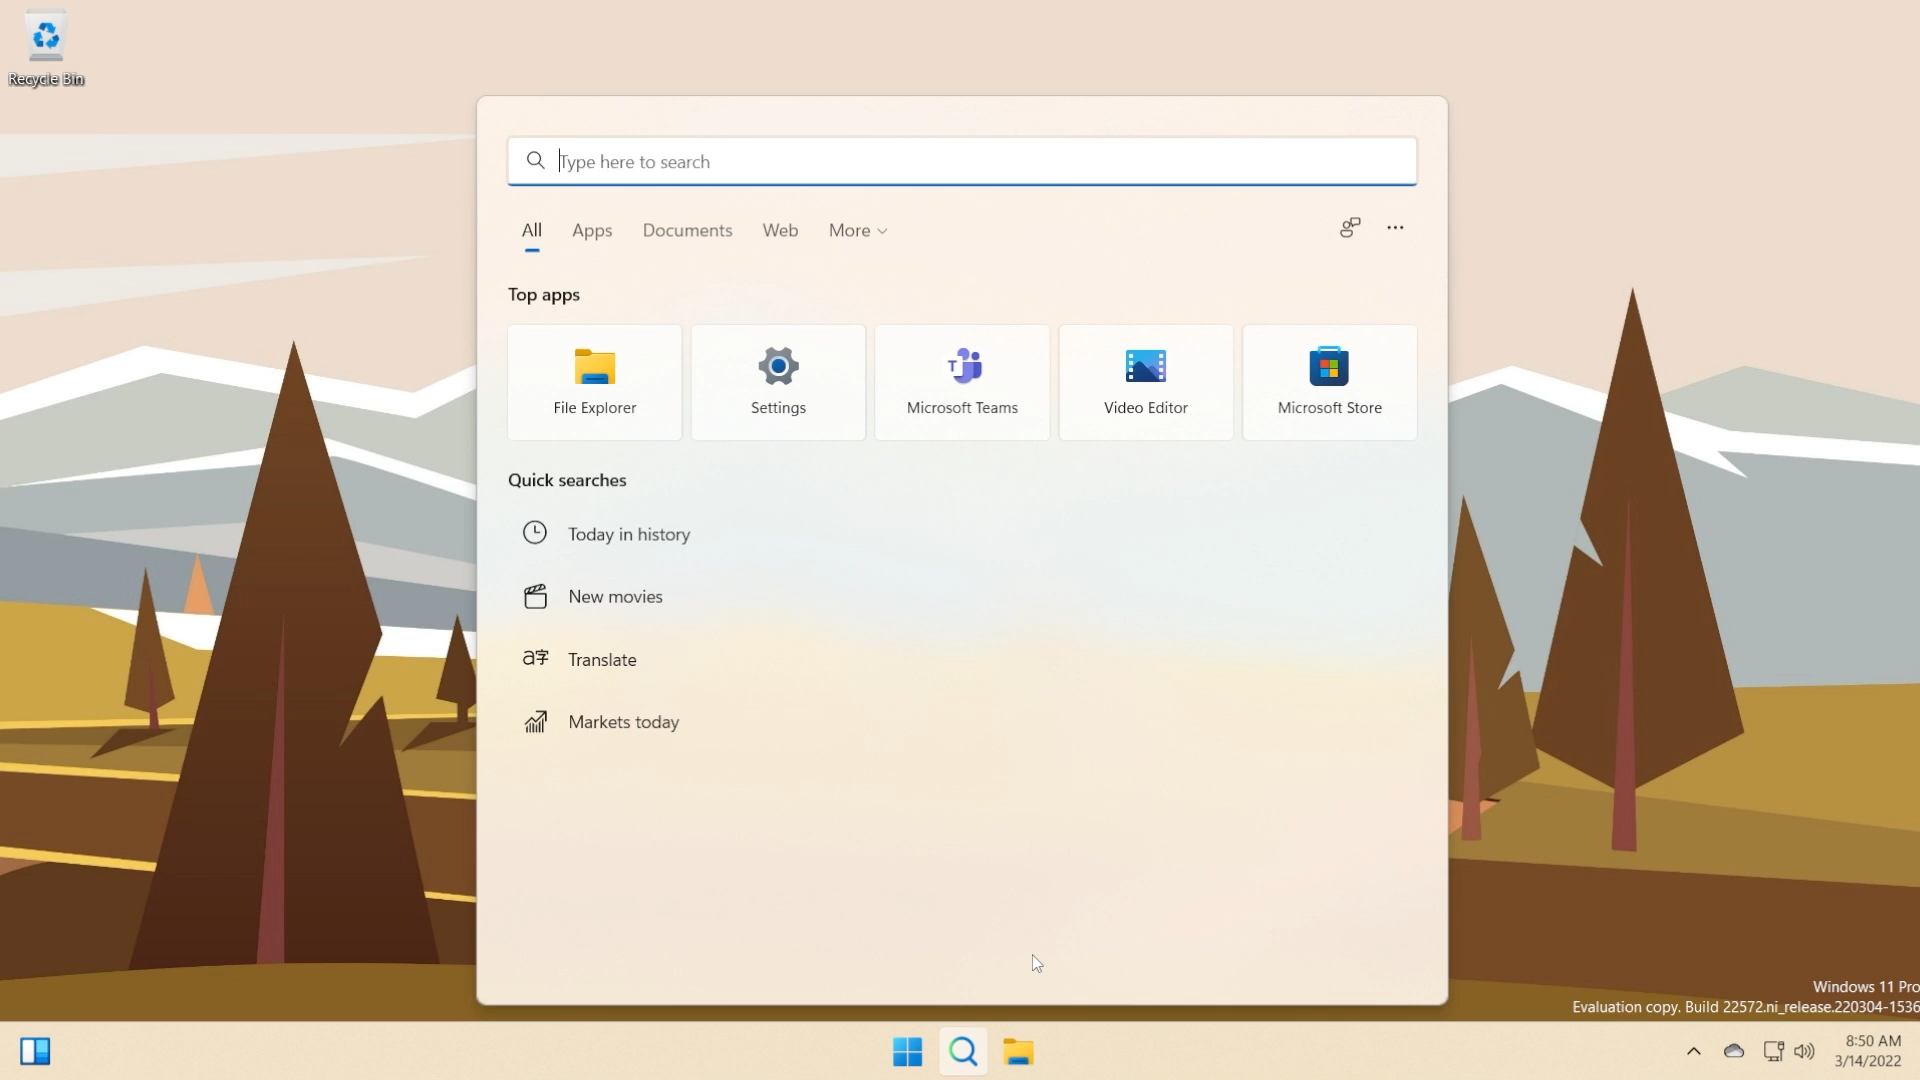 Recycle Bin
Type here to search
All Apps Documents Web More
Top apps
File Explorer Settings Microsoft Teams Video Editor Microsoft Store
Quick searches
Today in history
New movies
Translate
Markets today
Windows 11 Pro
Evaluation copy. Build 22572.ni_release.220304-1536
8:50 AM
3/14/2022